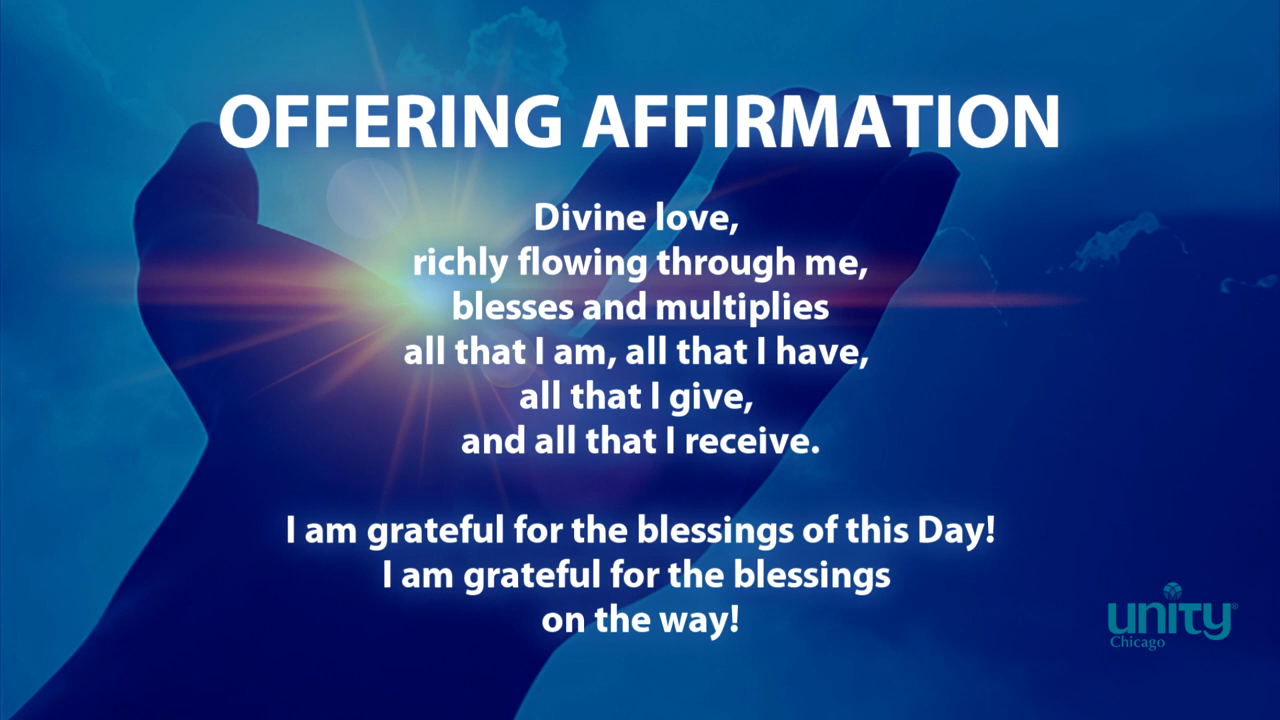 OFFERING AFFIRMATION
Divine love,
richly flowing through me,
blesses and multiplies
all that I am, all that I have,
all that I give,
and all that I receive.
I am grateful for the blessings of this Day!
I am grateful for the blessings
on the way!
unity®
Chicago